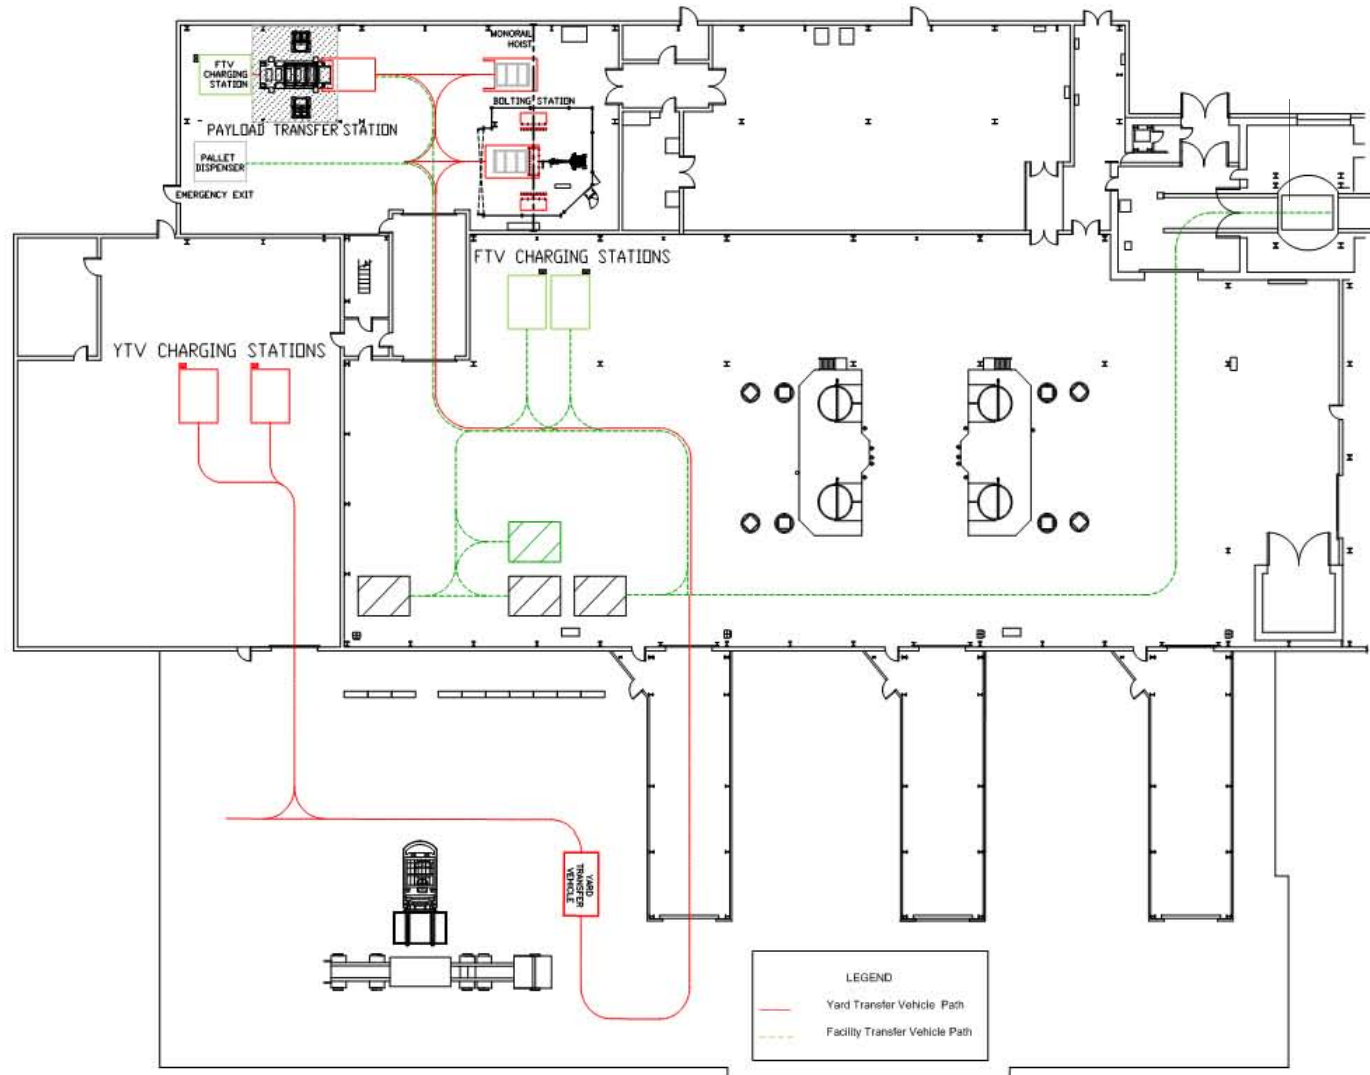 MONORAIL
HOIST
FTV
CHARGING
STATION
BOLTING STATION
PAYLOAD TRANSFER STATION
PALLET
DISPENSER
EMERGENCY EXIT
FTV CHARGING STATIONS
YTV CHARGING STATIONS
YARD
TRANSFER
VEHICLE
LEGEND
Yard Transfer Vehicle Path
Facility Transfer Vehicle Path